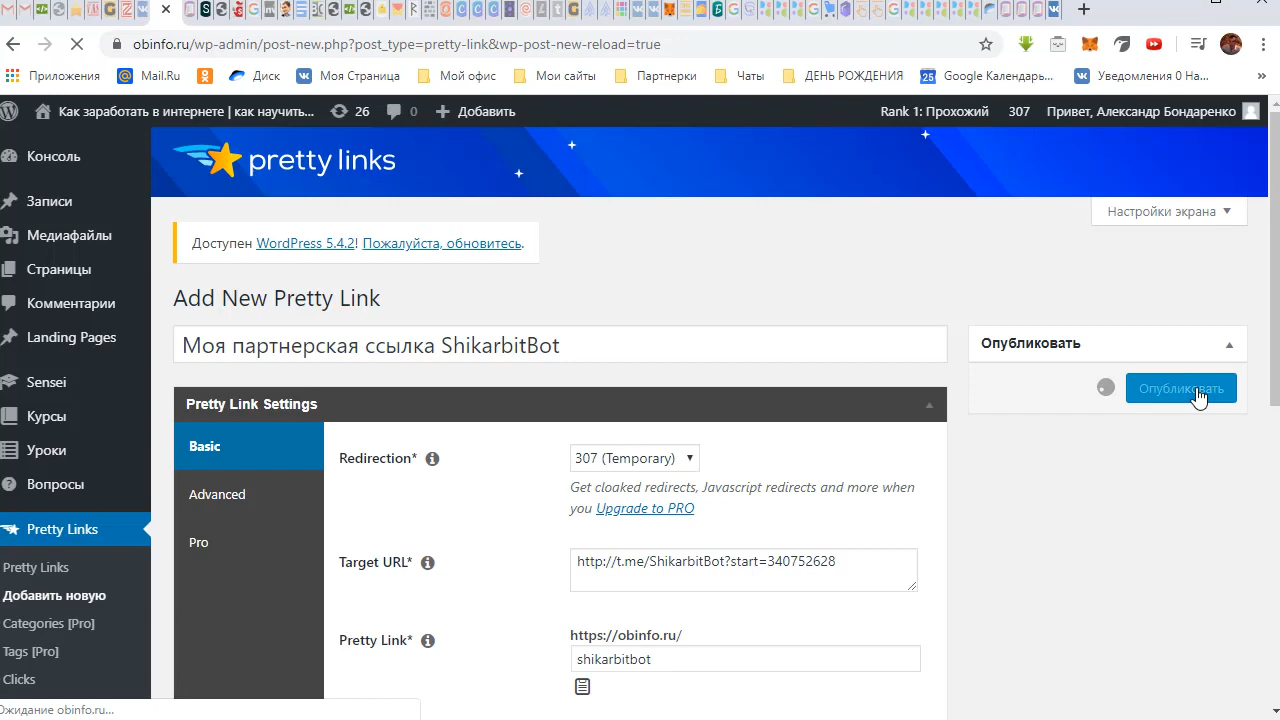 obinfo.ru/wp-admin/post-new.php?post_type=pretty-link&wp-post-new-reload=true
Приложения
Mail.Ru
Диск
Моя Страница
Мой офис
Мои сайты
Партнерки
Чаты
ДЕНЬ РОЖДЕНИЯ
25
Google Календарь...
Уведомления 0 На...
»
Как заработать в интернете | как научить...
26
0
Добавить
Rank 1: Прохожий
307
Привет, Александр Бондаренко
Консоль
Записи
Медиафайлы
Страницы
Комментарии
Landing Pages
Sensei
Курсы
Уроки
Вопросы
Pretty Links
Pretty Links
Добавить новую
Categories [Pro]
Tags [Pro]
Clicks
Ожидание obinfo.ru...
pretty links
Настройки экрана
Доступен WordPress 5.4.2! Пожалуйста, обновитесь.
Add New Pretty Link
Моя партнерская ссылка ShikarbitBot
Pretty Link Settings
Basic
Advanced
Pro
Redirection*
307 (Temporary)
Get cloaked redirects, Javascript redirects and more when
you Upgrade to PRO
Target URL*
http://t.me/ShikarbitBot?start=340752628
Pretty Link*
https://obinfo.ru/
shikarbitbot
Опубликовать
Опубликовать